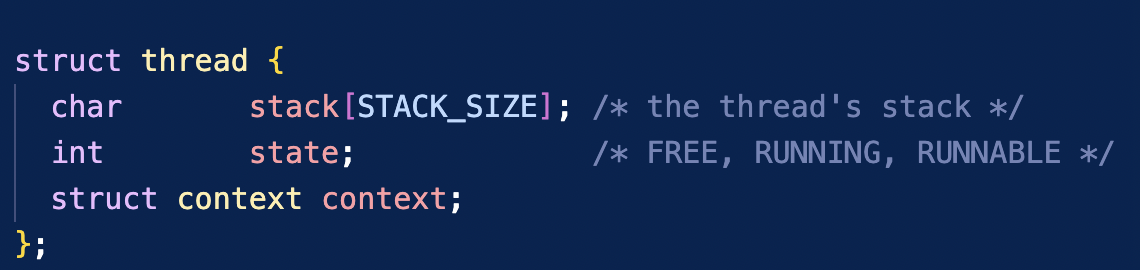 struct thread {
  char       stack[STACK_SIZE]; /* the thread's stack */
  int        state;             /* FREE, RUNNING, RUNNABLE */
  struct context context;
};